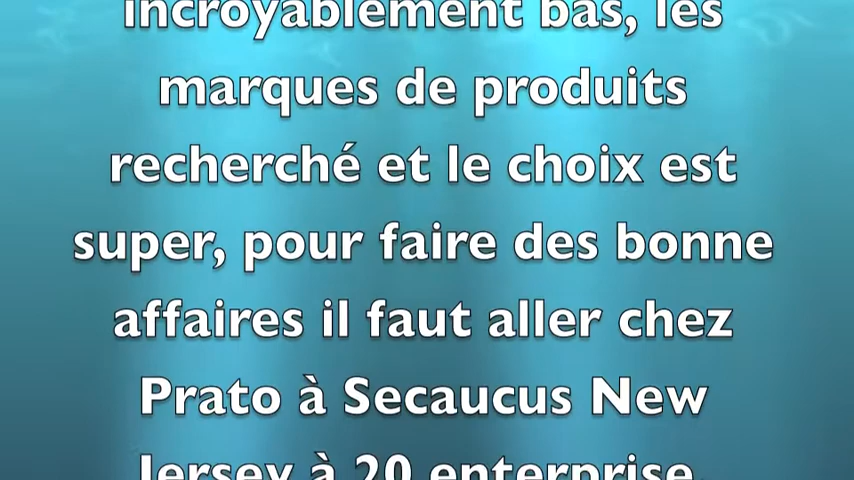 incroyablement bas, les
marques de produits
recherché et le choix est
super, pour faire des bonne
affaires il faut aller chez
Prato à Secaucus New
Jersey à 20 enterprise,